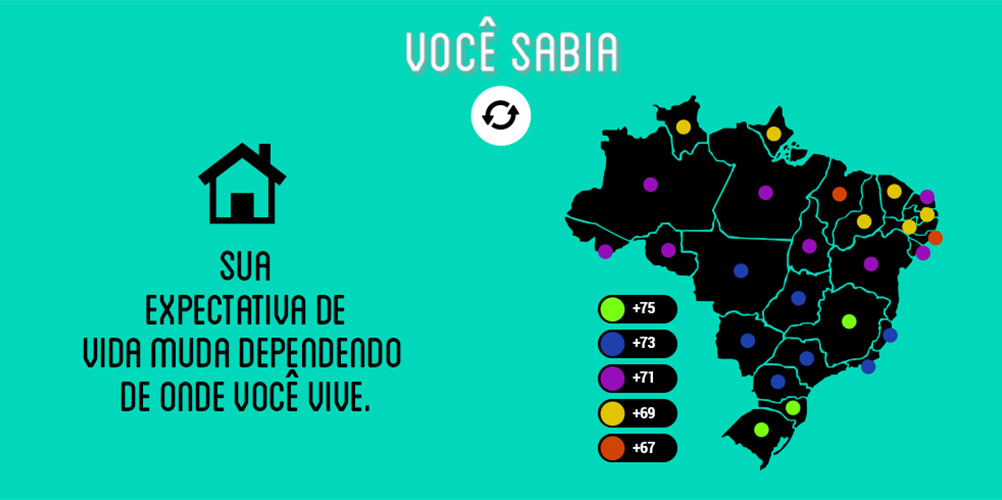 VOCÊ SABIA
SUA
EXPECTATIVA DE
VIDA MUDA DEPENDENDO
DE ONDE VOCÊ VIVE.
+75
+73
+71
+69
+67